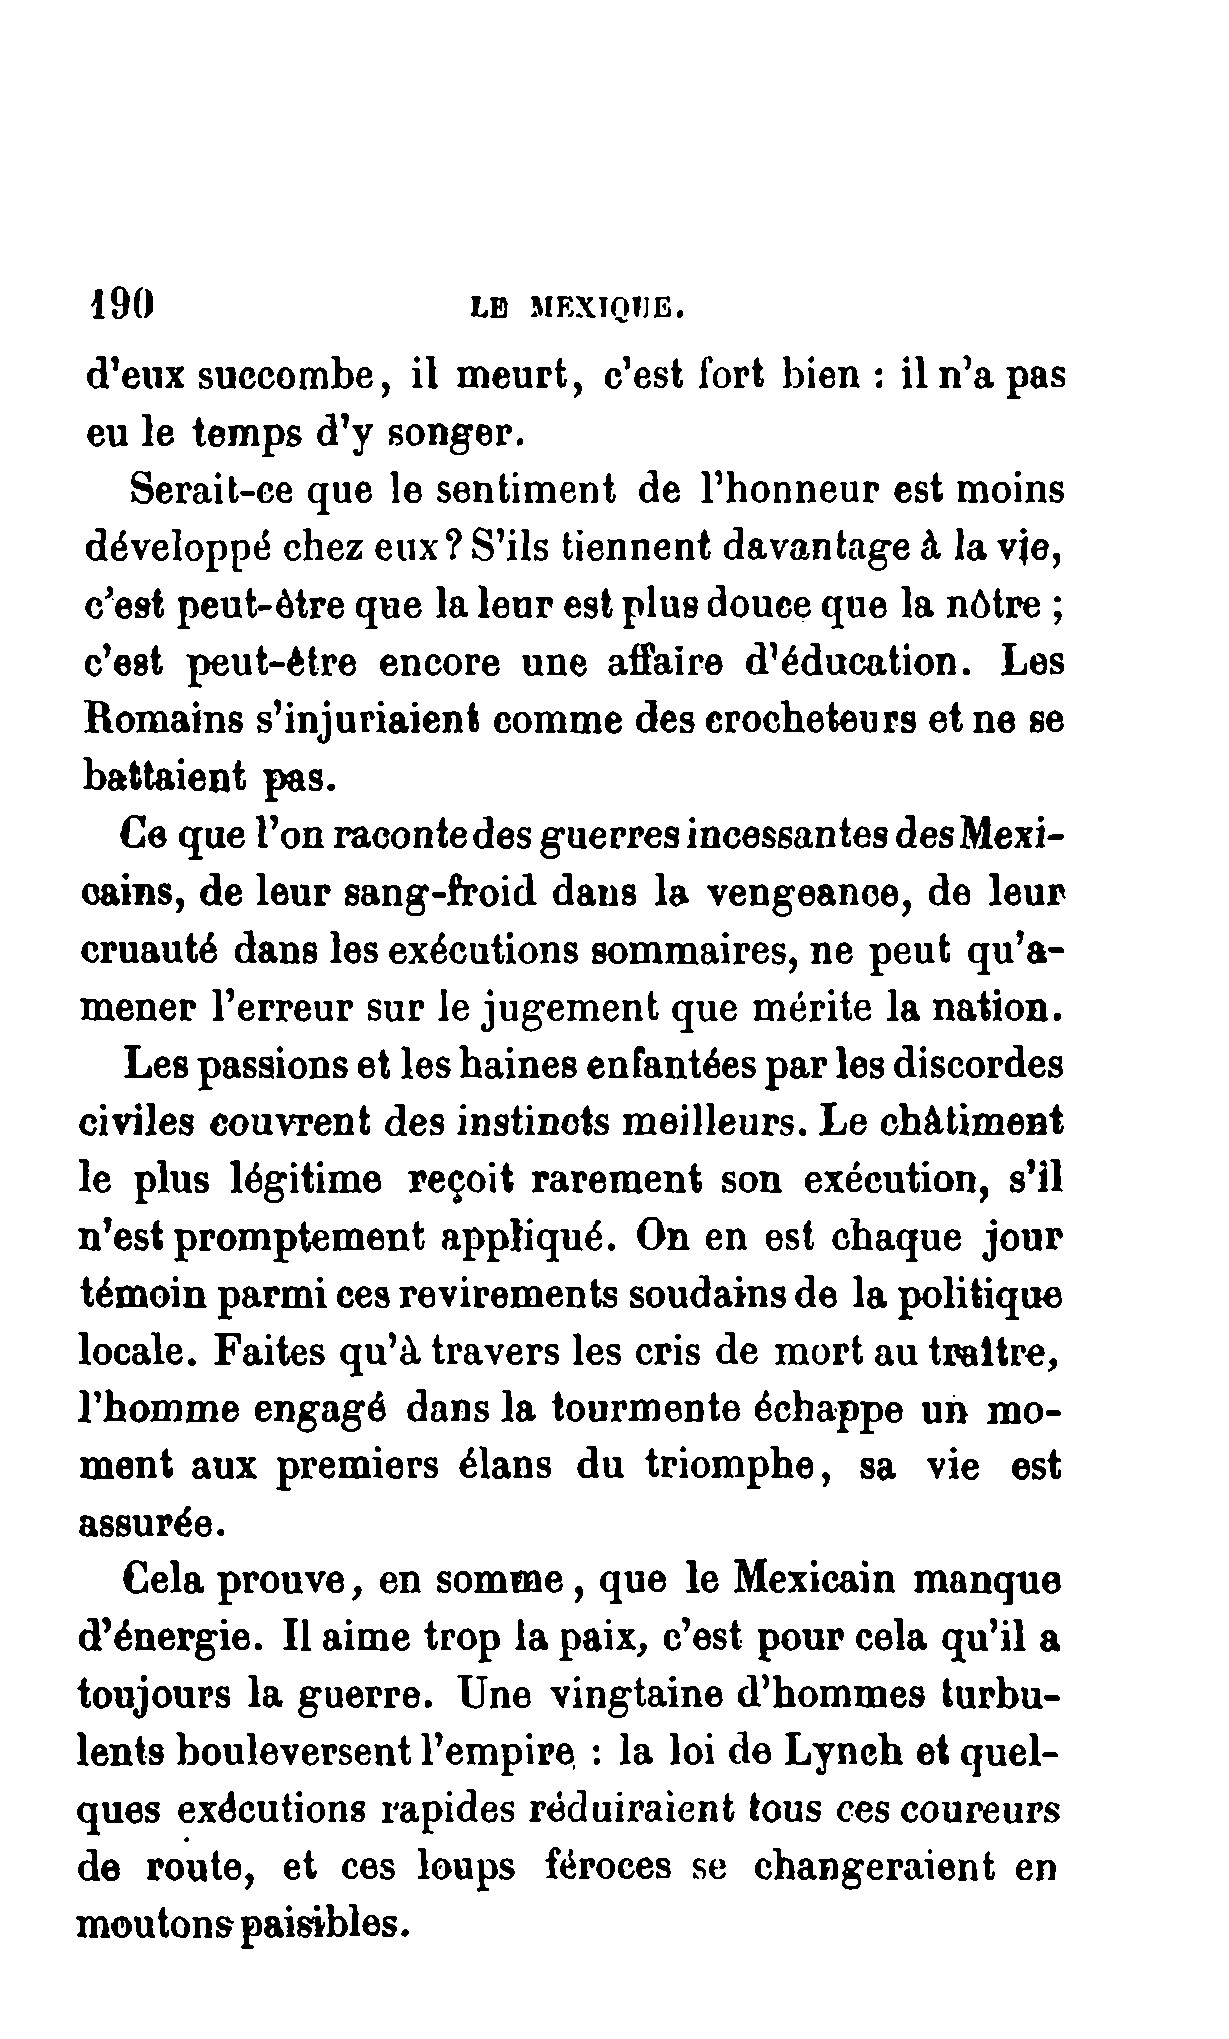 190 LE MEXIQUE.
d'eux succombe, il meurt, c'est fort bien : il n'a pas
eu le temps d'y songer.
Serait-ce que le sentiment de l'honneur est moins
développé chez eux? S'ils tiennent davantage à la vie,
c'est peut-être que la leur est plus douce que la nôtre ;
c'est peut-être encore une affaire d'éducation. Les
Romains s'injuriaient comme des crocheteurs et ne se
battaient pas.
Ce que l'on raconte des guerres incessantes des Mexi-
cains, de leur sang-froid dans la vengeance, de leur
cruauté dans les exécutions sommaires, ne peut qu'a-
mener l'erreur sur le jugement que mérite la nation.
Les passions et les haines enfantées par les discordes
civiles couvrent des instincts meilleurs. Le châtiment
le plus légitime reçoit rarement son exécution, s'il
n'est promptement appliqué. On en est chaque jour
témoin parmi ces revirements soudains de la politique
locale. Faites qu'à travers les cris de mort au traître,
l'homme engagé dans la tourmente échappe un mo-
ment aux premiers élans du triomphe, sa vie est
assurée.
Cela prouve, en somme, que le Mexicain manque
d'énergie. Il aime trop la paix, c'est pour cela qu'il a
toujours la guerre. Une vingtaine d'hommes turbu-
lents bouleversent l'empire : la loi de Lynch et quel-
ques exécutions rapides réduiraient tous ces coureurs
de route, et ces loups féroces se changeraient en
moutons paisibles.